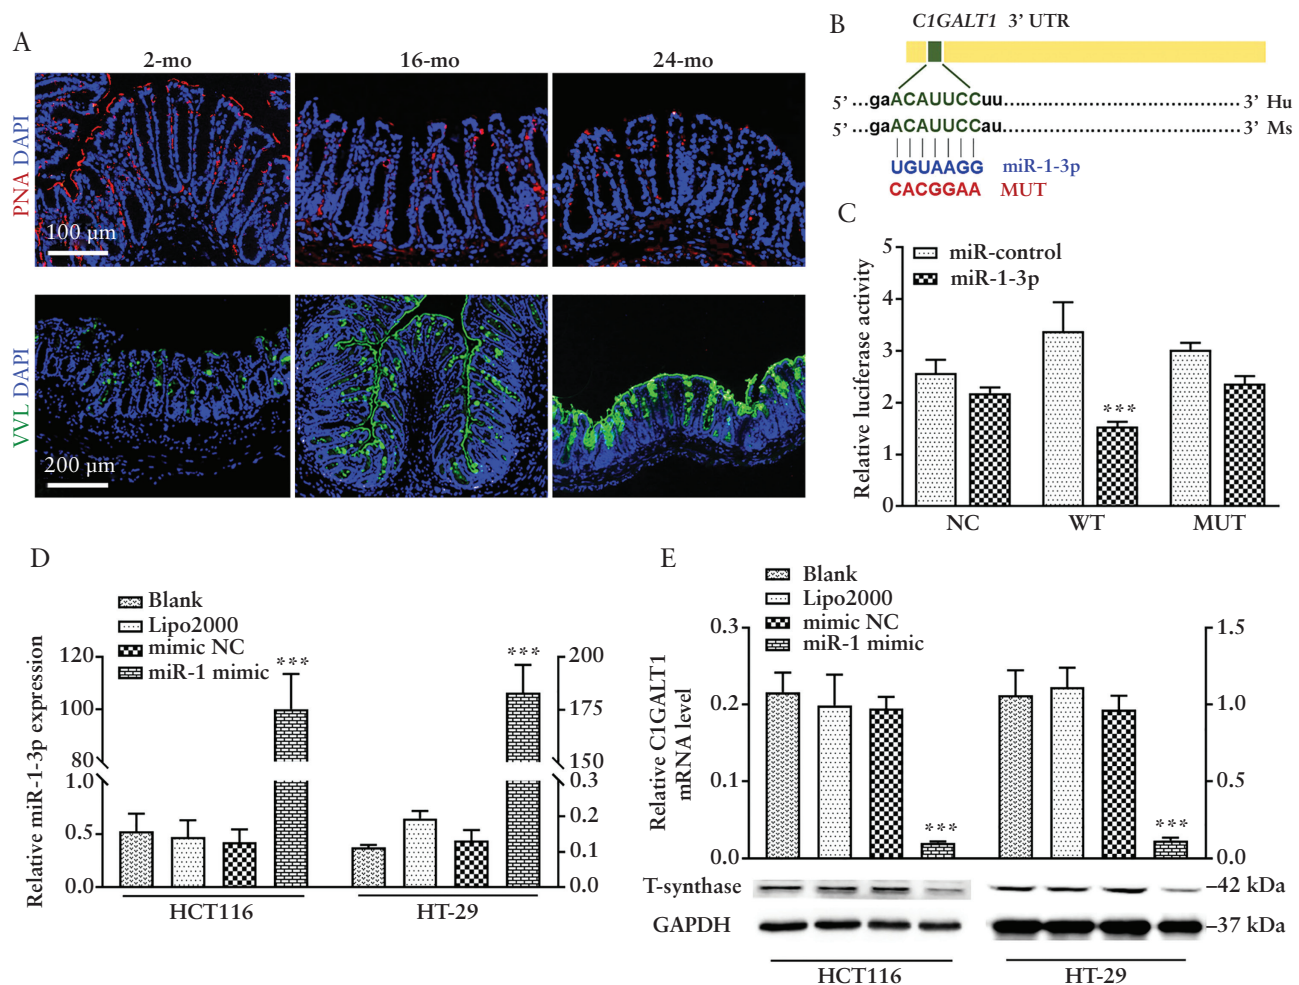 A
2-mo 16-mo 24-mo
PNA DAPI
100 µm
VVL DAPI
200 µm
B
C1GALT1 3’ UTR
5’ ...gaACAUUCCuu................................................ 3’ Hu
5’ ...gaACAUUCCau................................................ 3’ Ms
UGUAAGG miR-1-3p
CACGGAA MUT
C
miR-control
miR-1-3p
Relative luciferase activity
5
4
3
2
1
0
***
NC WT MUT
D
Blank
Lipo2000
mimic NC
miR-1 mimic
Relative miR-1-3p expression
120
100
80
1.0
0.5
0.0
***
***
200
175
150
0.3
0.2
0.1
0.0
HCT116 HT-29
E
Blank
Lipo2000
mimic NC
miR-1 mimic
Relative C1GALT1
mRNA level
0.3
0.2
0.1
0.0
***
***
1.5
1.0
0.5
0.0
T-synthase –42 kDa
GAPDH –37 kDa
HCT116 HT-29